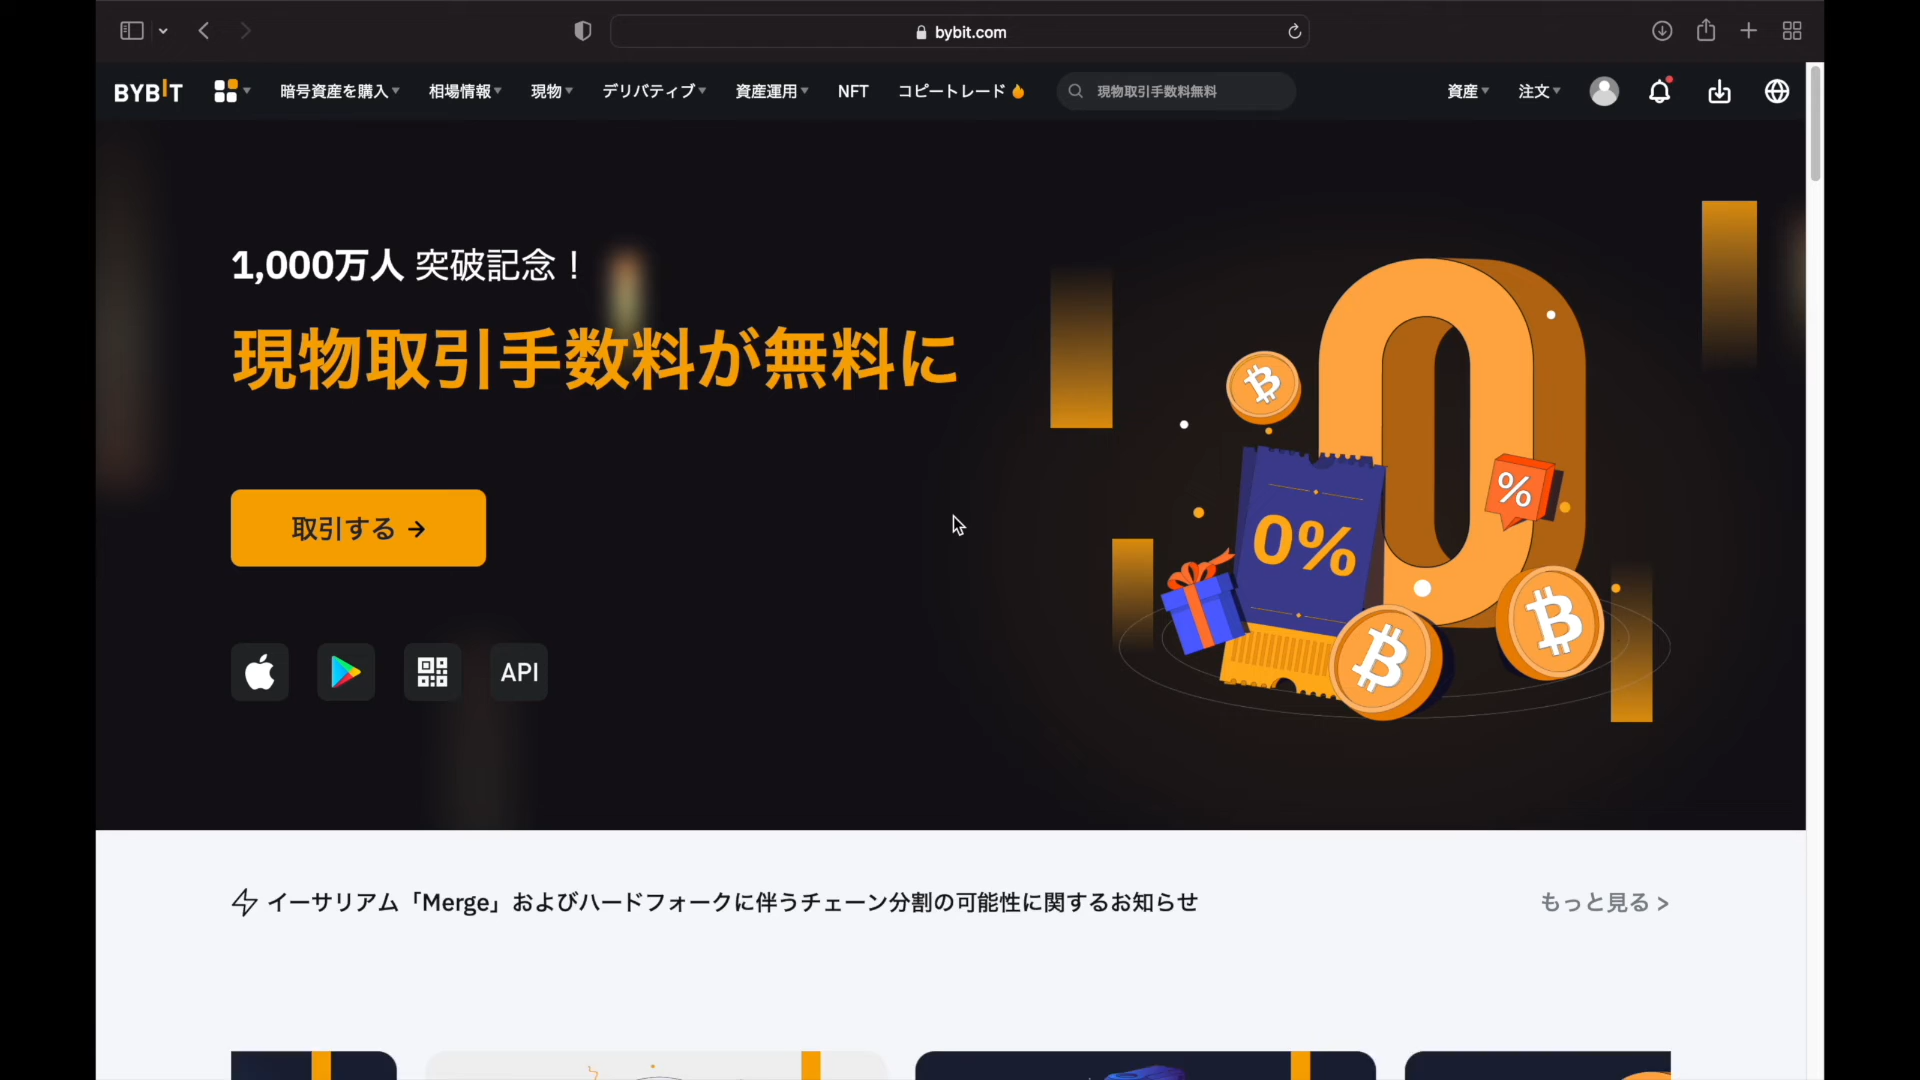 bybit.com
BYBIT 暗号資産を購入 相場情報 現物 デリバティブ 資産運用 NFT コピートレード 現物取引手数料無料 資産 注文
1,000万人 突破記念！
現物取引手数料が無料に
取引する →
API
0%
%
イーサリアム「Merge」およびハードフォークに伴うチェーン分割の可能性に関するお知らせ
もっと見る >